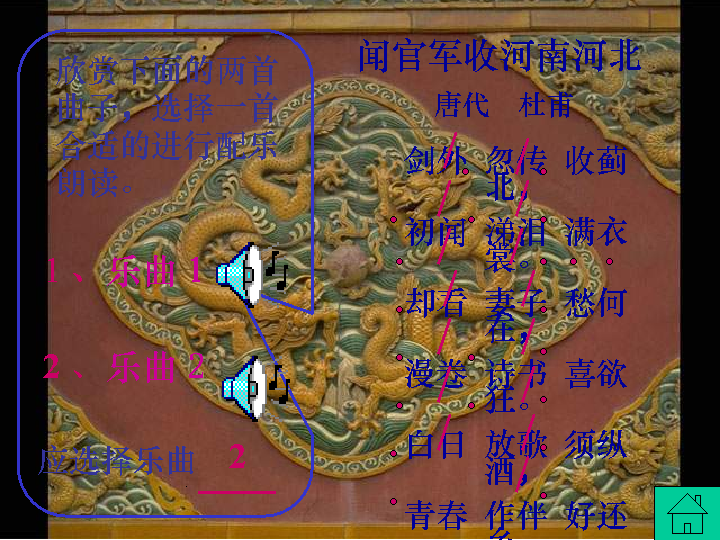 欣赏下面的两首
曲子，选择一首
合适的进行配乐
朗读。
1、乐曲1
2、乐曲2
应选择乐曲 2
闻官军收河南河北
唐代 杜甫
剑外 忽传 收蓟
北，
初闻 涕泪 满衣
裳。
却看 妻子 愁何
在，
漫卷 诗书 喜欲
狂。
白日 放歌 须纵
酒，
青春 作伴 好还